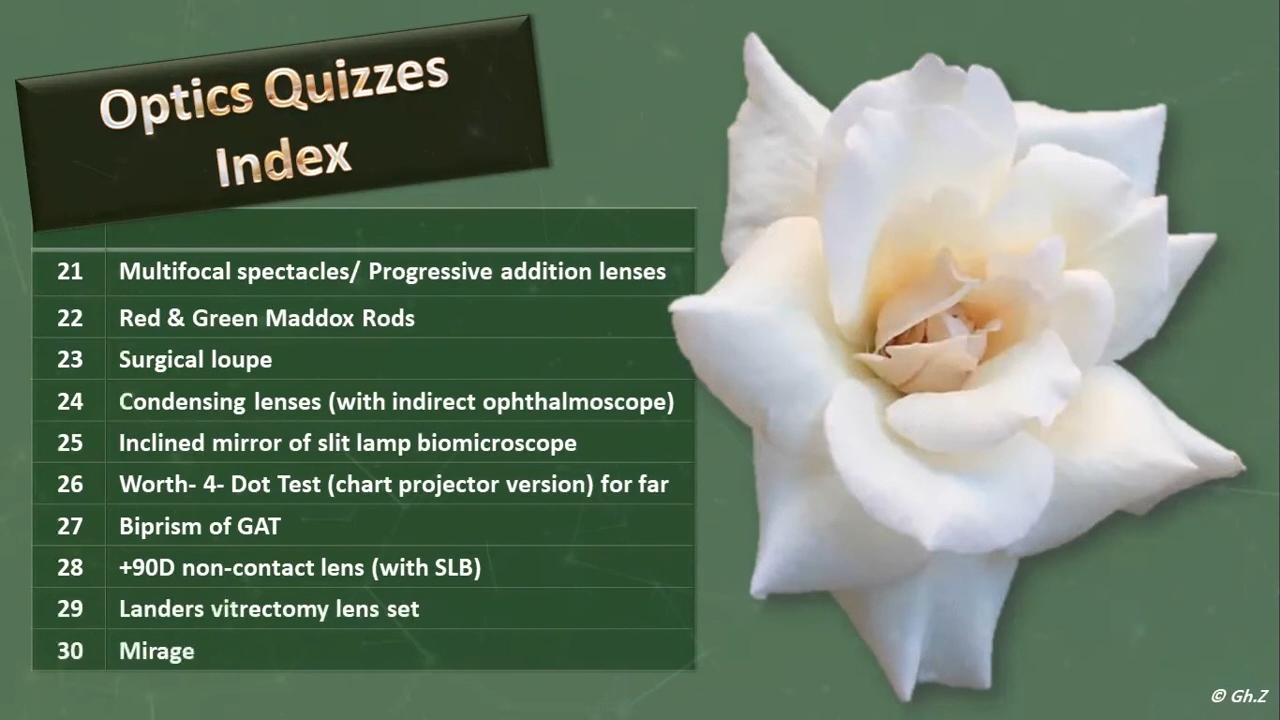 Optics Quizzes
Index
21 Multifocal spectacles/ Progressive addition lenses
22 Red & Green Maddox Rods
23 Surgical loupe
24 Condensing lenses (with indirect ophthalmoscope)
25 Inclined mirror of slit lamp biomicroscope
26 Worth- 4- Dot Test (chart projector version) for far
27 Biprism of GAT
28 +90D non-contact lens (with SLB)
29 Landers vitrectomy lens set
30 Mirage
© Gh.Z